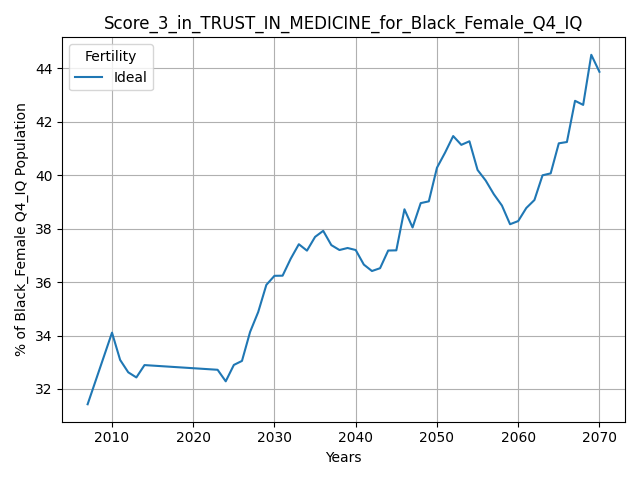 Score_3_in_TRUST_IN_MEDICINE_for_Black_Female_Q4_IQ
Fertility
Ideal
% of Black_Female Q4_IQ Population
44
42
40
38
36
34
32
2010 2020 2030 2040 2050 2060 2070
Years